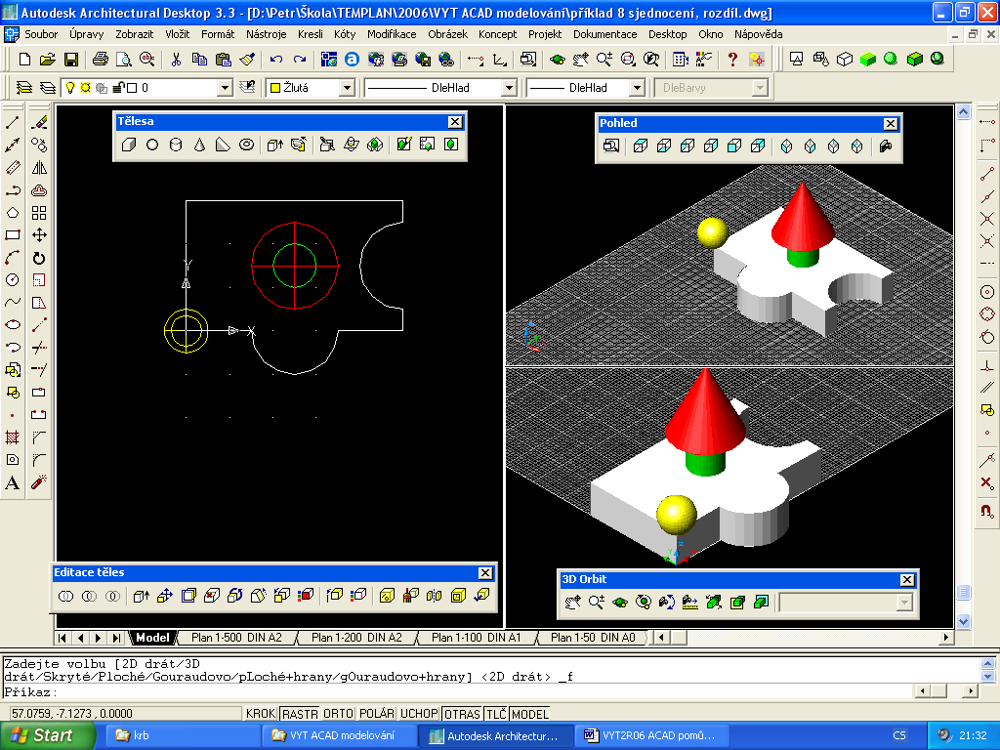 Autodesk Architectural Desktop 3.3 - [D:\Petr\Škola\TEMPLAN\2006\VYT ACAD modelování\příklad 8 sjednocení, rozdíl.dwg]
Soubor Úpravy Zobrazit Vložit Formát Nástroje Kresli Kóty Modifikace Obrázek Koncept Projekt Dokumentace Desktop Okno Nápověda
0 Žlutá DleHlad DleHlad DleBarvy
Tělesa
Pohled
Y
X
Editace těles
3D Orbit
Model Plan 1-500 DIN A2 Plan 1-200 DIN A2 Plan 1-100 DIN A1 Plan 1-50 DIN A0
Zadejte volbu [2D drát/3D
drát/Skryté/Ploché/Gouraudovo/pLoché+hrany/gOuraudovo+hrany] <2D drát> _f
Příkaz:
57.0759, -7.1273 , 0.0000 KROK RASTR ORTO POLÁR UCHOP OTRAS TLČ MODEL
Start krb VYT ACAD modelování Autodesk Architectur... VYT2R06 ACAD pomů... CS 21:32